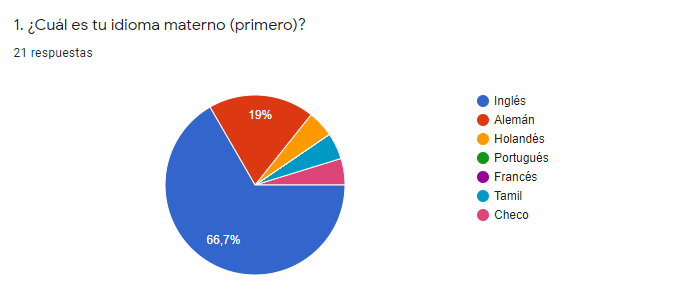 1. ¿Cuál es tu idioma materno (primero)?
21 respuestas
19%
66,7%
Inglés
Alemán
Holandés
Portugués
Francés
Tamil
Checo